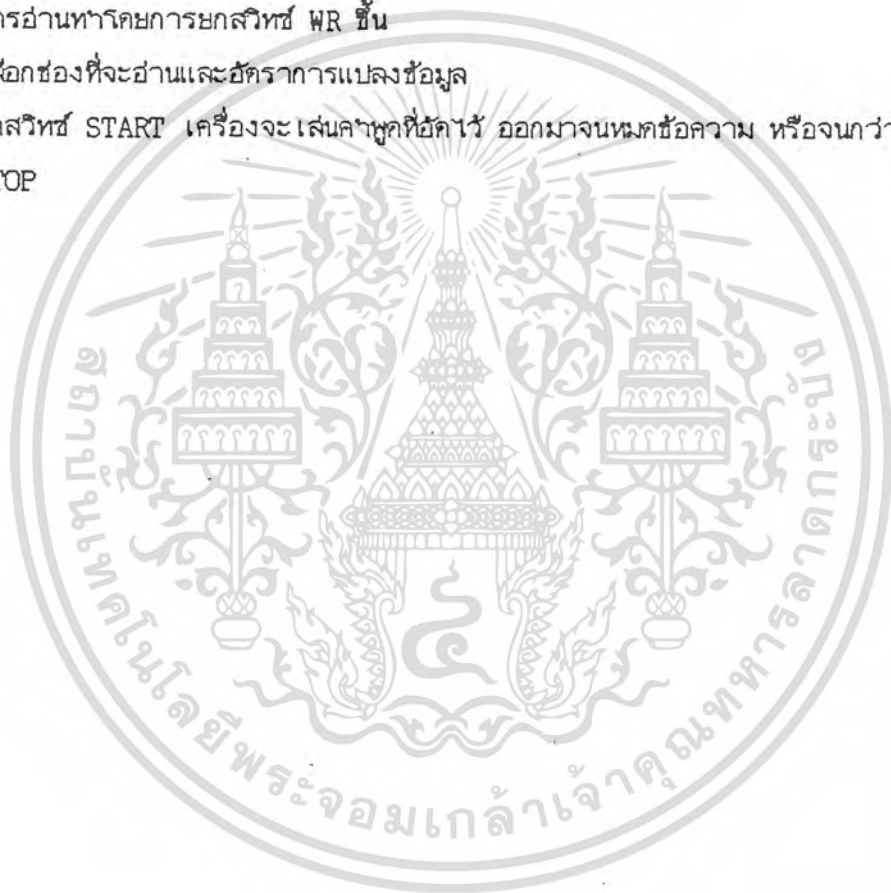 ารอ่านทำโดยการยกสวิทซ์ WR ขึ้น
ลือกช่องที่จะอ่านและอัตราการแปลงข้อมูล
ดสวิทซ์ START เครื่องจะเล่นคำพูดที่อัดไว้ ออกมาจนหมดข้อความ หรือจนกว่า
TOP
สถาบันเทคโนโลยีพระจอมเกล้าเจ้าคุณทหารลาดกระบัง